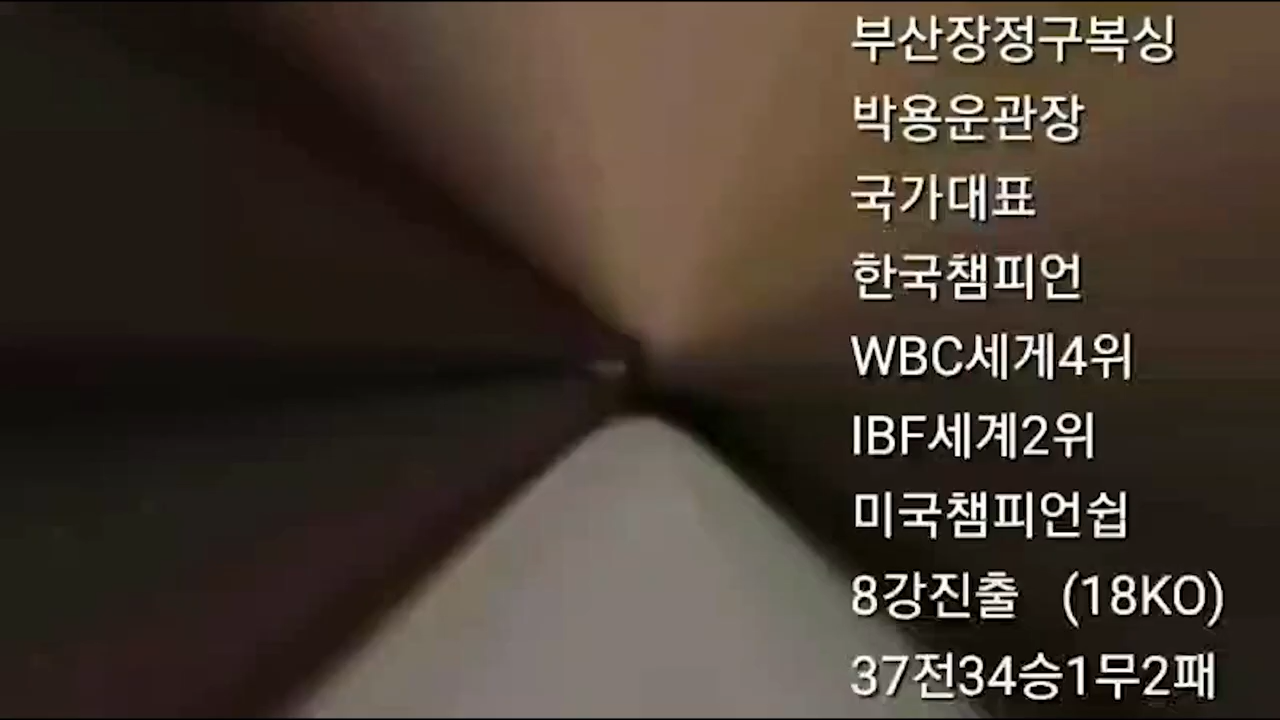 부산장정구복싱
박용운관장
국가대표
한국챔피언
WBC세게4위
IBF세계2위
미국챔피언쉽
8강진출 (18KO)
37전34승1무2패